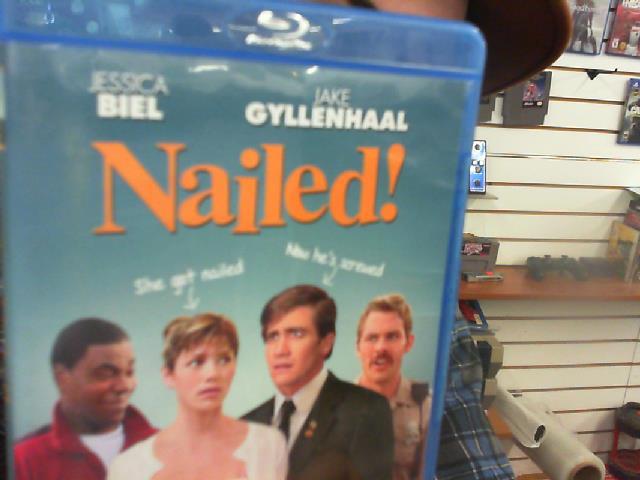 JESSICA
BIEL
JAKE
GYLLENHAAL
Nailed!
She got nailed
Now he's screwed